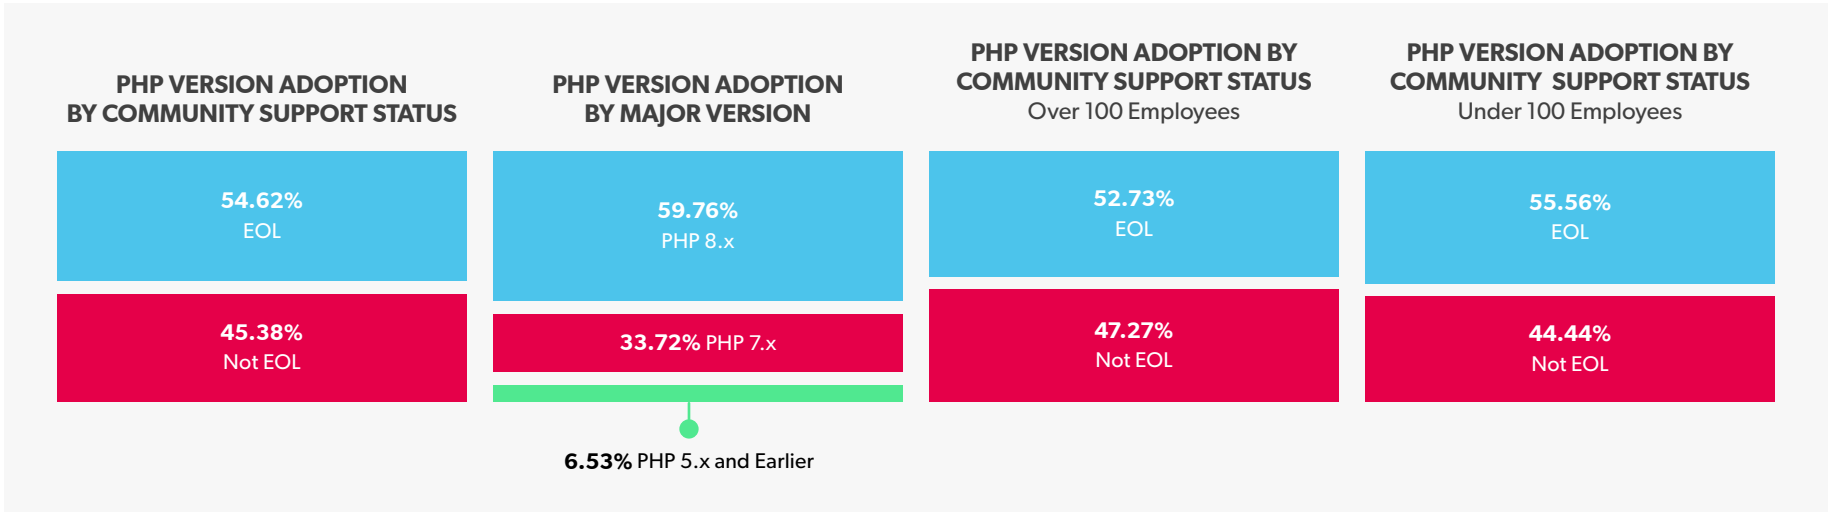 PHP VERSION ADOPTION
BY COMMUNITY SUPPORT STATUS
54.62%
EOL
45.38%
Not EOL
PHP VERSION ADOPTION
BY MAJOR VERSION
59.76%
PHP 8.x
33.72% PHP 7.x
6.53% PHP 5.x and Earlier
PHP VERSION ADOPTION BY
COMMUNITY SUPPORT STATUS
Over 100 Employees
52.73%
EOL
47.27%
Not EOL
PHP VERSION ADOPTION BY
COMMUNITY SUPPORT STATUS
Under 100 Employees
55.56%
EOL
44.44%
Not EOL